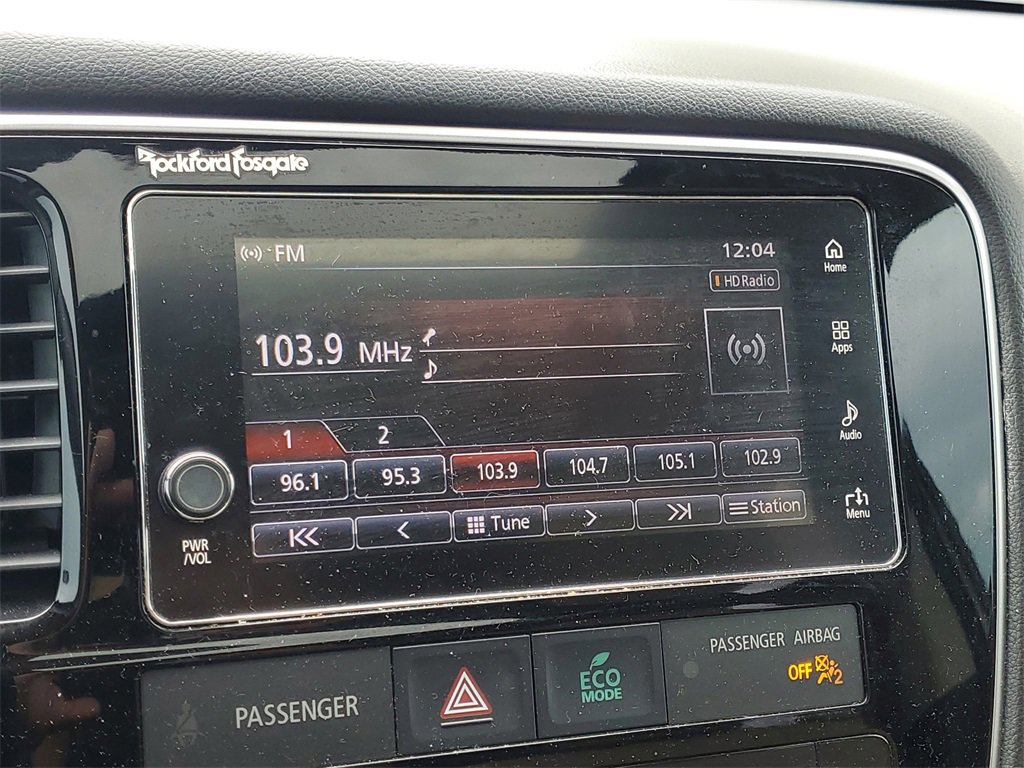 Rockford Fosgate
FM
12:04
Home
HD Radio
103.9 MHz
Apps
1
2
Audio
96.1
95.3
103.9
104.7
105.1
102.9
Tune
Station
Menu
PWR
/VOL
PASSENGER AIRBAG
OFF
2
ECO
MODE
PASSENGER